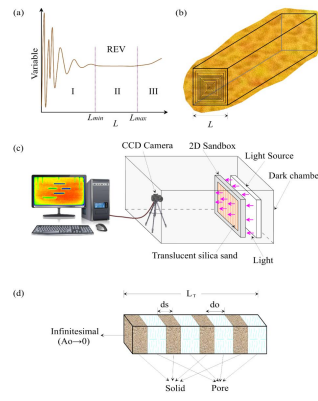 (a)
Variable
REV
I
II
III
Lmin
Lmax
L
(b)
L
(c)
CCD Camera
2D Sandbox
Light Source
Dark chambe
Translucent silica sand
Light
(d)
LT
ds
do
Infinitesimal
(Ao→0)
Solid
Pore